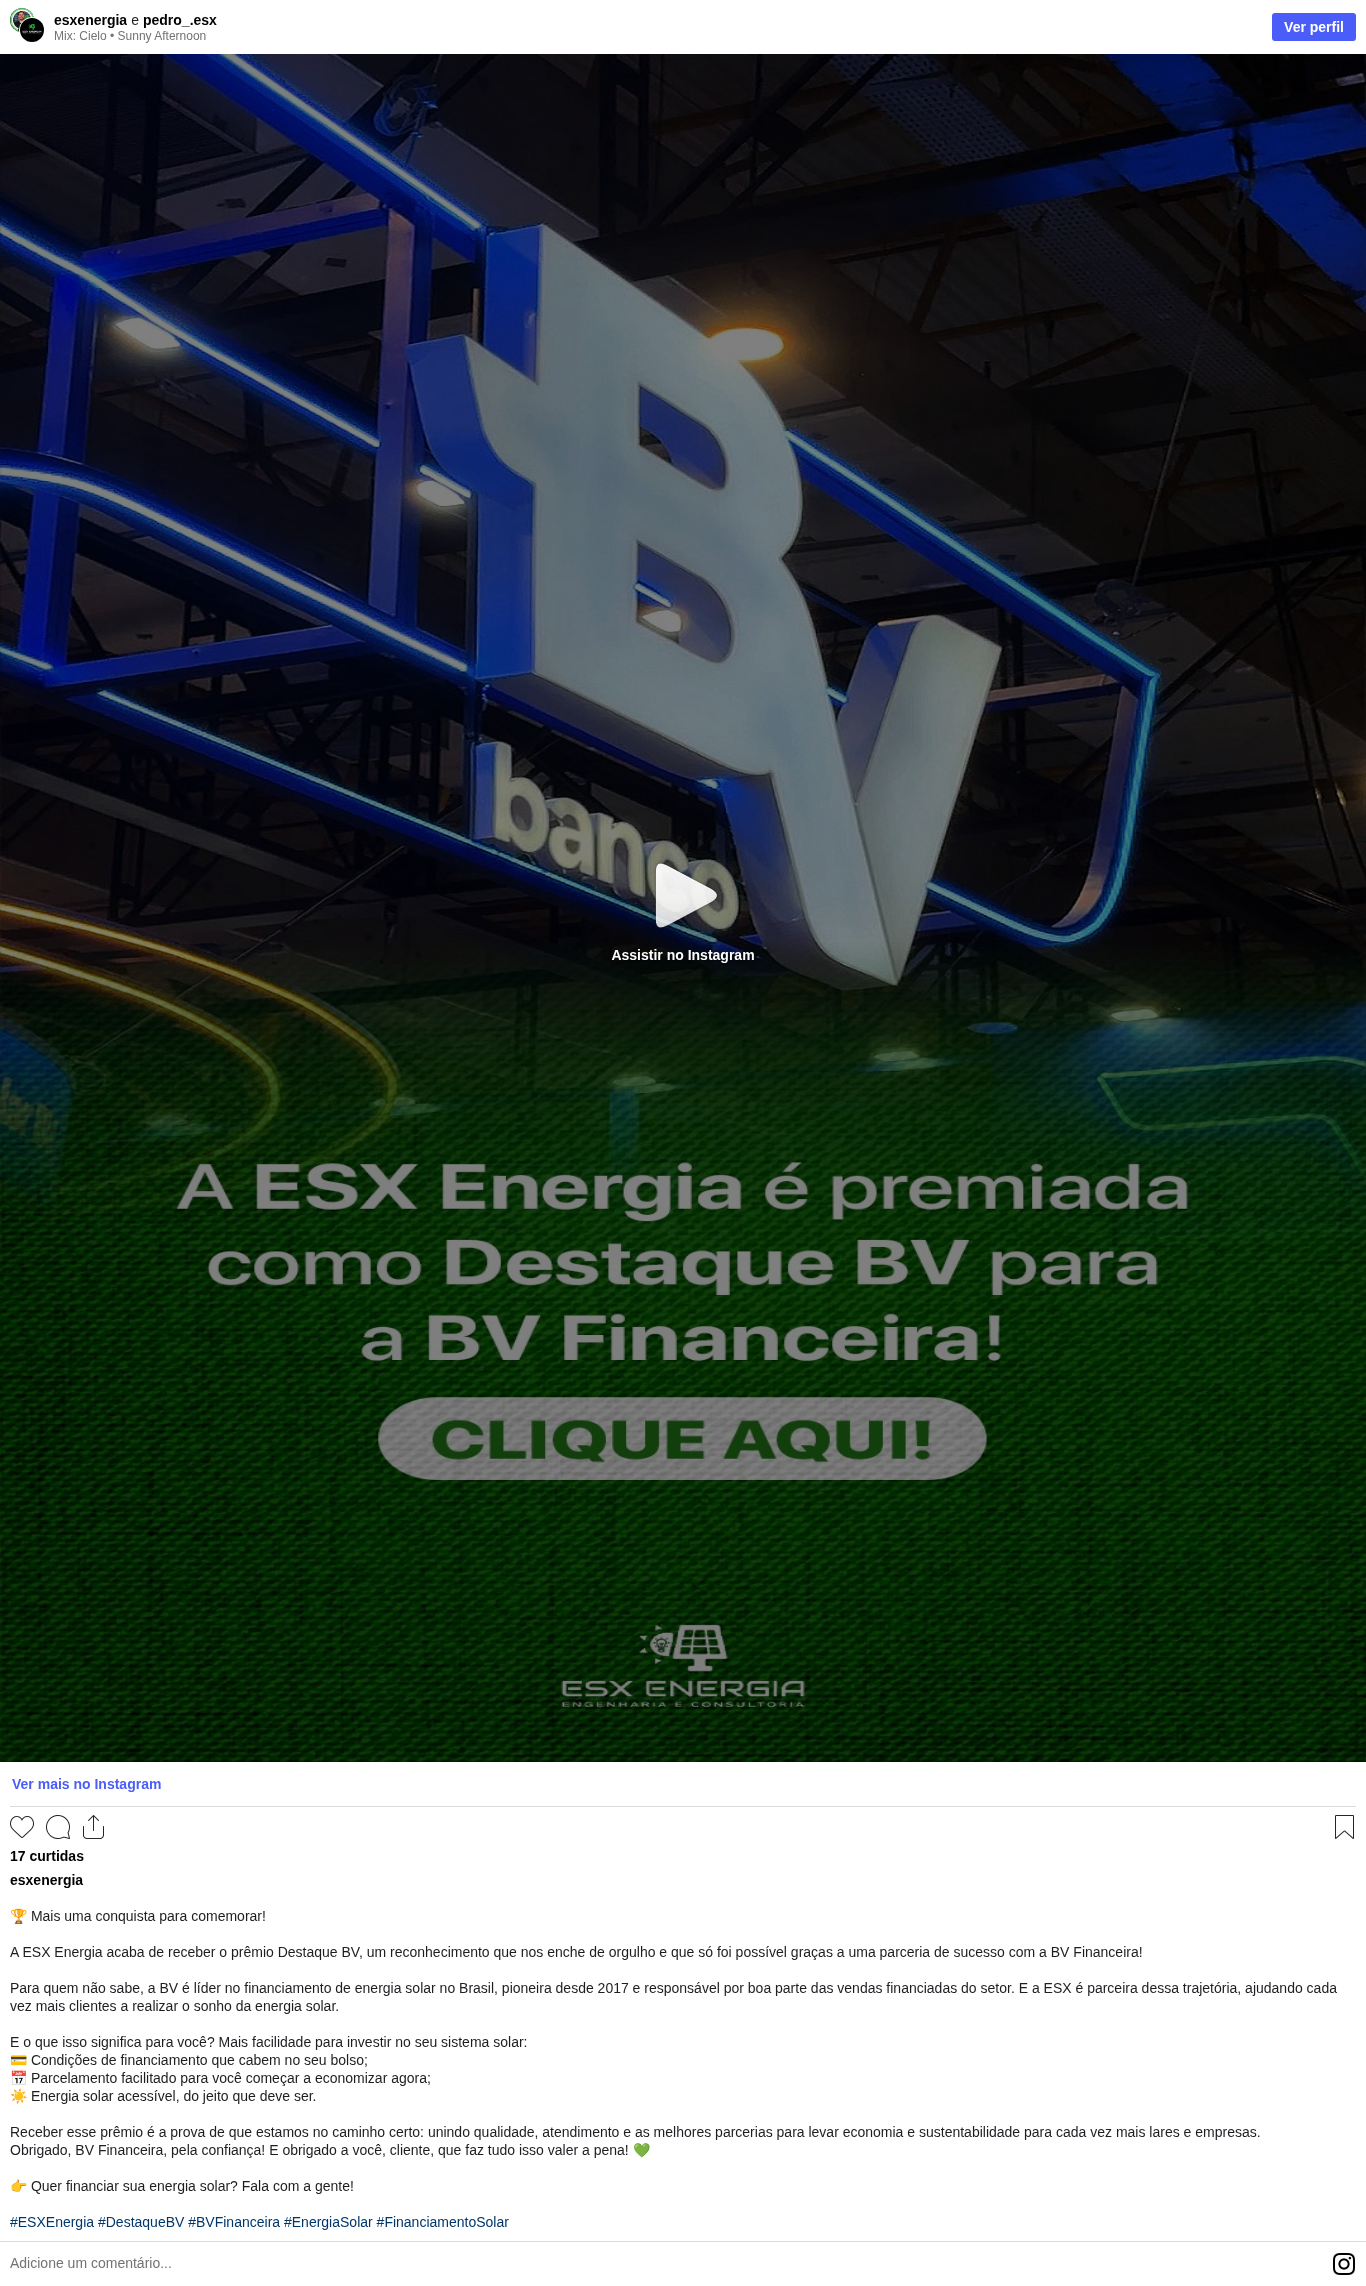 esxenergia e pedro_.esx
Mix: Cielo • Sunny Afternoon
Ver perfil
BV
banco
Assistir no Instagram
A ESX Energia é premiada
como Destaque BV para
a BV Financeira!
CLIQUE AQUI!
ESX ENERGIA
ENGENHARIA E CONSULTORIA
Ver mais no Instagram
17 curtidas
esxenergia
🏆 Mais uma conquista para comemorar!
A ESX Energia acaba de receber o prêmio Destaque BV, um reconhecimento que nos enche de orgulho e que só foi possível graças a uma parceria de sucesso com a BV Financeira!
Para quem não sabe, a BV é líder no financiamento de energia solar no Brasil, pioneira desde 2017 e responsável por boa parte das vendas financiadas do setor. E a ESX é parceira dessa trajetória, ajudando cada
vez mais clientes a realizar o sonho da energia solar.
E o que isso significa para você? Mais facilidade para investir no seu sistema solar:
💳 Condições de financiamento que cabem no seu bolso;
📅 Parcelamento facilitado para você começar a economizar agora;
☀️ Energia solar acessível, do jeito que deve ser.
Receber esse prêmio é a prova de que estamos no caminho certo: unindo qualidade, atendimento e as melhores parcerias para levar economia e sustentabilidade para cada vez mais lares e empresas.
Obrigado, BV Financeira, pela confiança! E obrigado a você, cliente, que faz tudo isso valer a pena! 💚
👉 Quer financiar sua energia solar? Fala com a gente!
#ESXEnergia #DestaqueBV #BVFinanceira #EnergiaSolar #FinanciamentoSolar
Adicione um comentário...